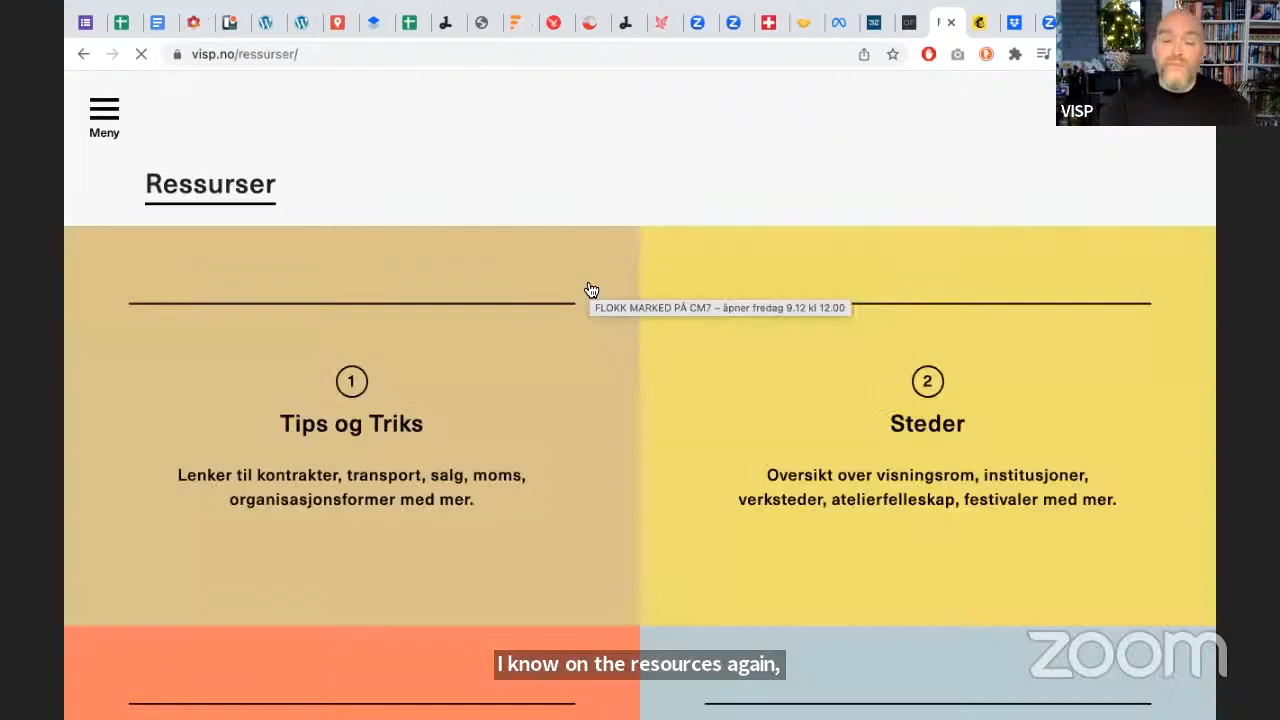 visp.no/ressurser/
VISP
Meny
Ressurser
FLOKK MARKED PÅ CM7 – åpner fredag 9.12 kl 12.00
1
Tips og Triks
Lenker til kontrakter, transport, salg, moms,
organisasjonsformer med mer.
2
Steder
Oversikt over visningsrom, institusjoner,
verksteder, atelierfelleskap, festivaler med mer.
I know on the resources again,
zoom